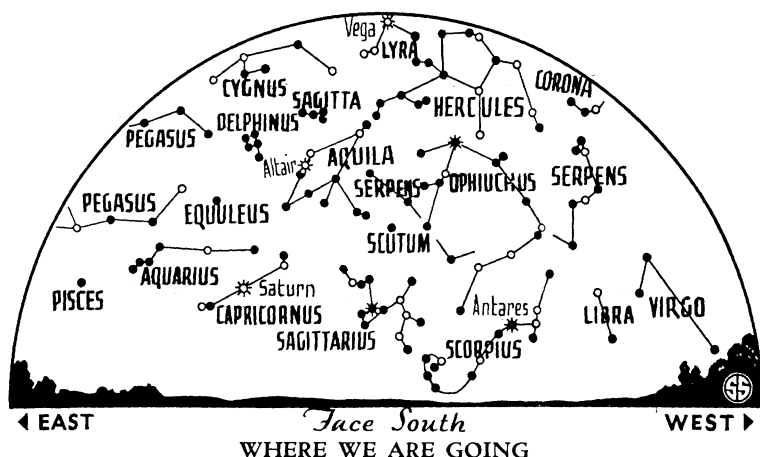 Vega
LYRA
CYGNUS
CORONA
SAGITTA
HERCULES
DELPHINUS
PEGASUS
Altair
AQUILA
SERPENS
OPHIUCHUS
SERPENS
PEGASUS
EQUULEUS
SCUTUM
AQUARIUS
PISCES
Saturn
CAPRICORNUS
Antares
LIBRA
VIRGO
SAGITTARIUS
SCORPIUS
SS
EAST
Face South
WEST
WHERE WE ARE GOING